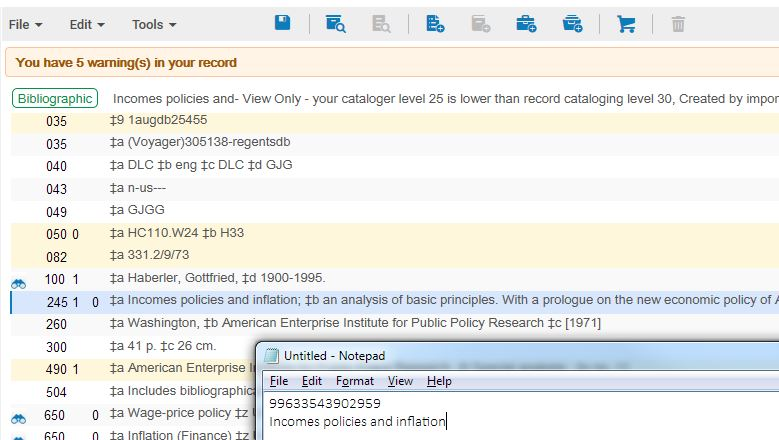 File Edit Tools
You have 5 warning(s) in your record
Bibliographic Incomes policies and- View Only - your cataloger level 25 is lower than record cataloging level 30, Created by impor
035 ‡9 1augdb25455
035 ‡a (Voyager)305138-regentsdb
040 ‡a DLC ‡b eng ‡c DLC ‡d GJG
043 ‡a n-us---
049 ‡a GJGG
050 0 ‡a HC110.W24 ‡b H33
082 ‡a 331.2/9/73
100 1 ‡a Haberler, Gottfried, ‡d 1900-1995.
245 1 0 ‡a Incomes policies and inflation; ‡b an analysis of basic principles. With a prologue on the new economic policy of A
260 ‡a Washington, ‡b American Enterprise Institute for Public Policy Research ‡c [1971]
300 ‡a 41 p. ‡c 26 cm.
490 1 ‡a American Enterprise
504 ‡a Includes bibliographica
650 0 ‡a Wage-price policy ‡z
650 0 ‡a Inflation (Finance) ‡z
Untitled - Notepad
File Edit Format View Help
99633543902959
Incomes policies and inflation